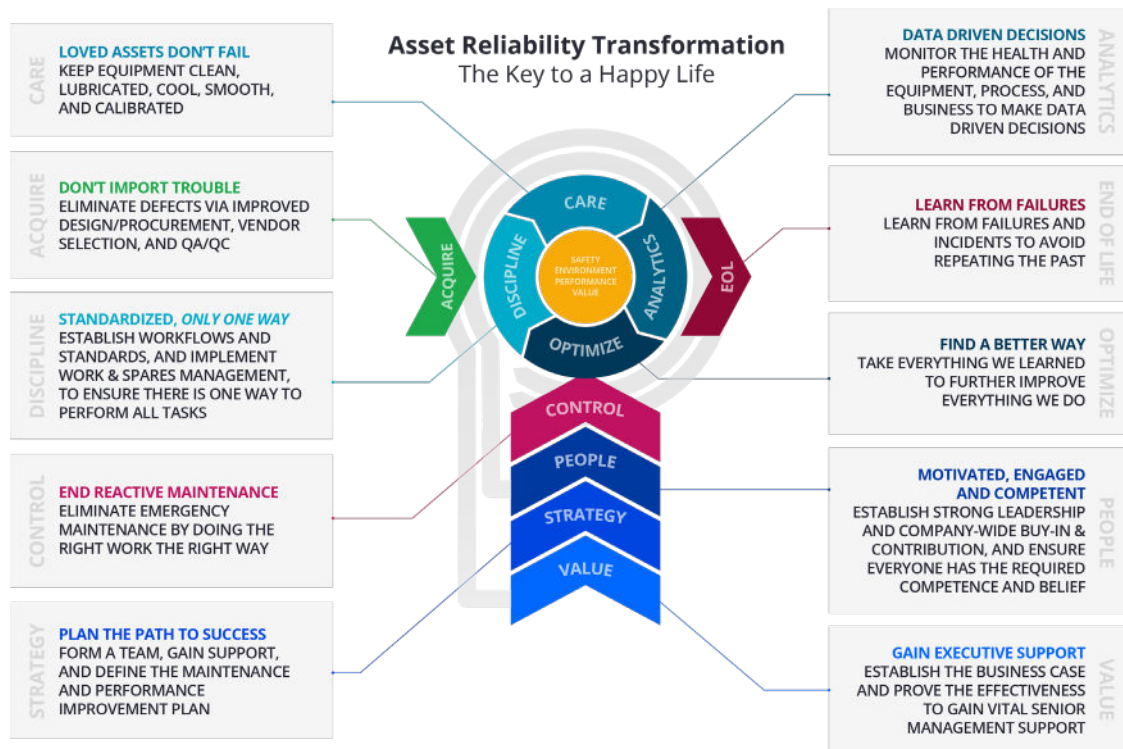 Asset Reliability Transformation
The Key to a Happy Life
CARE
LOVED ASSETS DON'T FAIL
KEEP EQUIPMENT CLEAN,
LUBRICATED, COOL, SMOOTH,
AND CALIBRATED
ACQUIRE
DON'T IMPORT TROUBLE
ELIMINATE DEFECTS VIA IMPROVED
DESIGN/PROCUREMENT, VENDOR
SELECTION, AND QA/QC
DISCIPLINE
STANDARDIZED, ONLY ONE WAY
ESTABLISH WORKFLOWS AND
STANDARDS, AND IMPLEMENT
WORK & SPARES MANAGEMENT,
TO ENSURE THERE IS ONE WAY TO
PERFORM ALL TASKS
CONTROL
END REACTIVE MAINTENANCE
ELIMINATE EMERGENCY
MAINTENANCE BY DOING THE
RIGHT WORK THE RIGHT WAY
STRATEGY
PLAN THE PATH TO SUCCESS
FORM A TEAM, GAIN SUPPORT,
AND DEFINE THE MAINTENANCE
AND PERFORMANCE
IMPROVEMENT PLAN
ACQUIRE
CARE
DISCIPLINE
SAFETY
ENVIRONMENT
PERFORMANCE
VALUE
ANALYTICS
OPTIMIZE
EOL
CONTROL
PEOPLE
STRATEGY
VALUE
DATA DRIVEN DECISIONS
MONITOR THE HEALTH AND
PERFORMANCE OF THE
EQUIPMENT, PROCESS, AND
BUSINESS TO MAKE DATA
DRIVEN DECISIONS
ANALYTICS
LEARN FROM FAILURES
LEARN FROM FAILURES AND
INCIDENTS TO AVOID
REPEATING THE PAST
END OF LIFE
FIND A BETTER WAY
TAKE EVERYTHING WE LEARNED
TO FURTHER IMPROVE
EVERYTHING WE DO
OPTIMIZE
MOTIVATED, ENGAGED
AND COMPETENT
ESTABLISH STRONG LEADERSHIP
AND COMPANY-WIDE BUY-IN &
CONTRIBUTION, AND ENSURE
EVERYONE HAS THE REQUIRED
COMPETENCE AND BELIEF
PEOPLE
GAIN EXECUTIVE SUPPORT
ESTABLISH THE BUSINESS CASE
AND PROVE THE EFFECTIVENESS
TO GAIN VITAL SENIOR
MANAGEMENT SUPPORT
VALUE